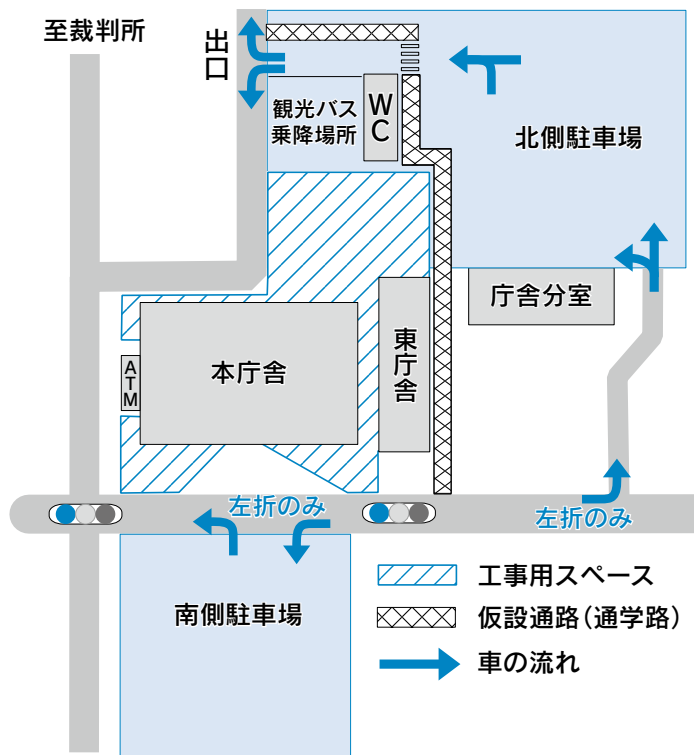 至裁判所
出口
観光バス
乗降場所
WC
北側駐車場
庁舎分室
東庁舎
本庁舎
ATM
左折のみ
左折のみ
南側駐車場
工事用スペース
仮設通路(通学路)
車の流れ